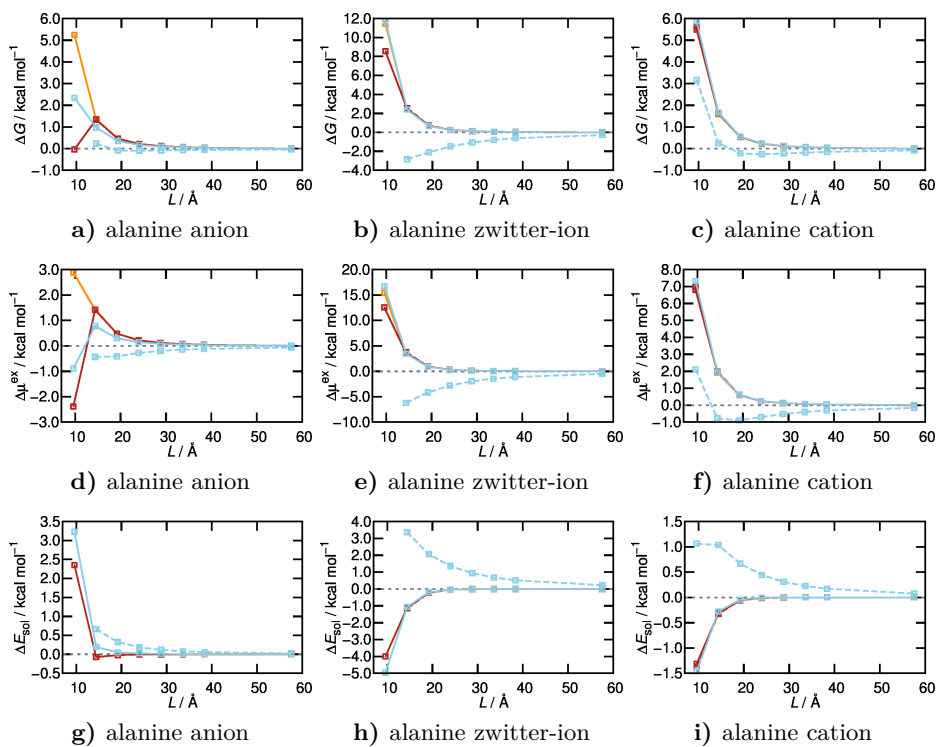 ΔG / kcal mol⁻¹
6.0
5.0
4.0
3.0
2.0
1.0
0.0
−1.0
10 20 30 40 50 60
L / Å
a) alanine anion
ΔG / kcal mol⁻¹
12.0
10.0
8.0
6.0
4.0
2.0
0.0
−2.0
−4.0
10 20 30 40 50 60
L / Å
b) alanine zwitter-ion
ΔG / kcal mol⁻¹
6.0
5.0
4.0
3.0
2.0
1.0
0.0
−1.0
10 20 30 40 50 60
L / Å
c) alanine cation
Δμᵉˣ / kcal mol⁻¹
3.0
2.0
1.0
0.0
−1.0
−2.0
−3.0
10 20 30 40 50 60
L / Å
d) alanine anion
Δμᵉˣ / kcal mol⁻¹
20.0
15.0
10.0
5.0
0.0
−5.0
−10.0
10 20 30 40 50 60
L / Å
e) alanine zwitter-ion
Δμᵉˣ / kcal mol⁻¹
8.0
7.0
6.0
5.0
4.0
3.0
2.0
1.0
0.0
−1.0
10 20 30 40 50 60
L / Å
f) alanine cation
ΔE_sol / kcal mol⁻¹
3.5
3.0
2.5
2.0
1.5
1.0
0.5
0.0
−0.5
10 20 30 40 50 60
L / Å
g) alanine anion
ΔE_sol / kcal mol⁻¹
4.0
3.0
2.0
1.0
0.0
−1.0
−2.0
−3.0
−4.0
−5.0
10 20 30 40 50 60
L / Å
h) alanine zwitter-ion
ΔE_sol / kcal mol⁻¹
1.5
1.0
0.5
0.0
−0.5
−1.0
−1.5
10 20 30 40 50 60
L / Å
i) alanine cation